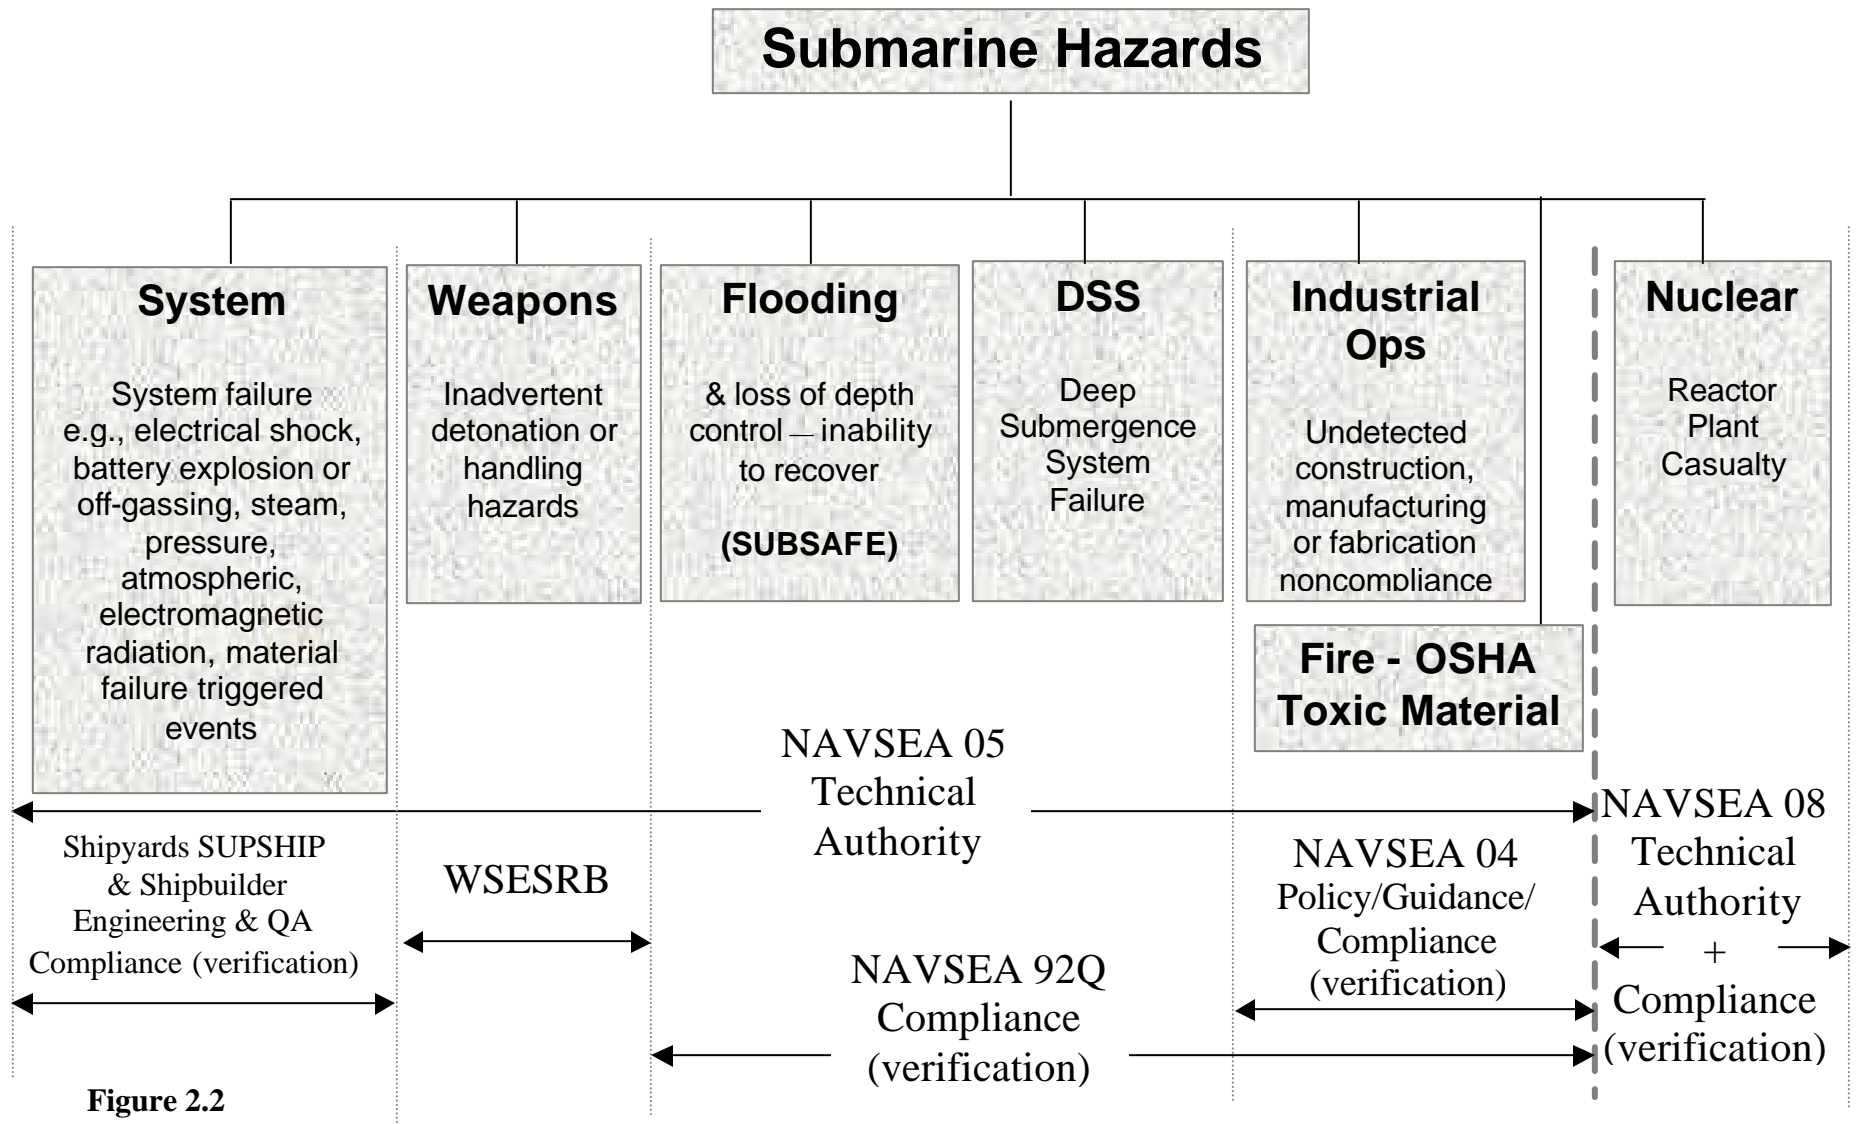 Submarine Hazards
System
System failure
e.g., electrical shock,
battery explosion or
off-gassing, steam,
pressure,
atmospheric,
electromagnetic
radiation, material
failure triggered
events
Weapons
Inadvertent
detonation or
handling
hazards
Flooding
& loss of depth
control — inability
to recover
(SUBSAFE)
DSS
Deep
Submergence
System
Failure
Industrial
Ops
Undetected
construction,
manufacturing
or fabrication
noncompliance
Nuclear
Reactor
Plant
Casualty
Fire - OSHA
Toxic Material
NAVSEA 05
Technical
Authority
Shipyards SUPSHIP
& Shipbuilder
Engineering & QA
Compliance (verification)
WSESRB
NAVSEA 92Q
Compliance
(verification)
NAVSEA 04
Policy/Guidance/
Compliance
(verification)
NAVSEA 08
Technical
Authority
+
Compliance
(verification)
Figure 2.2